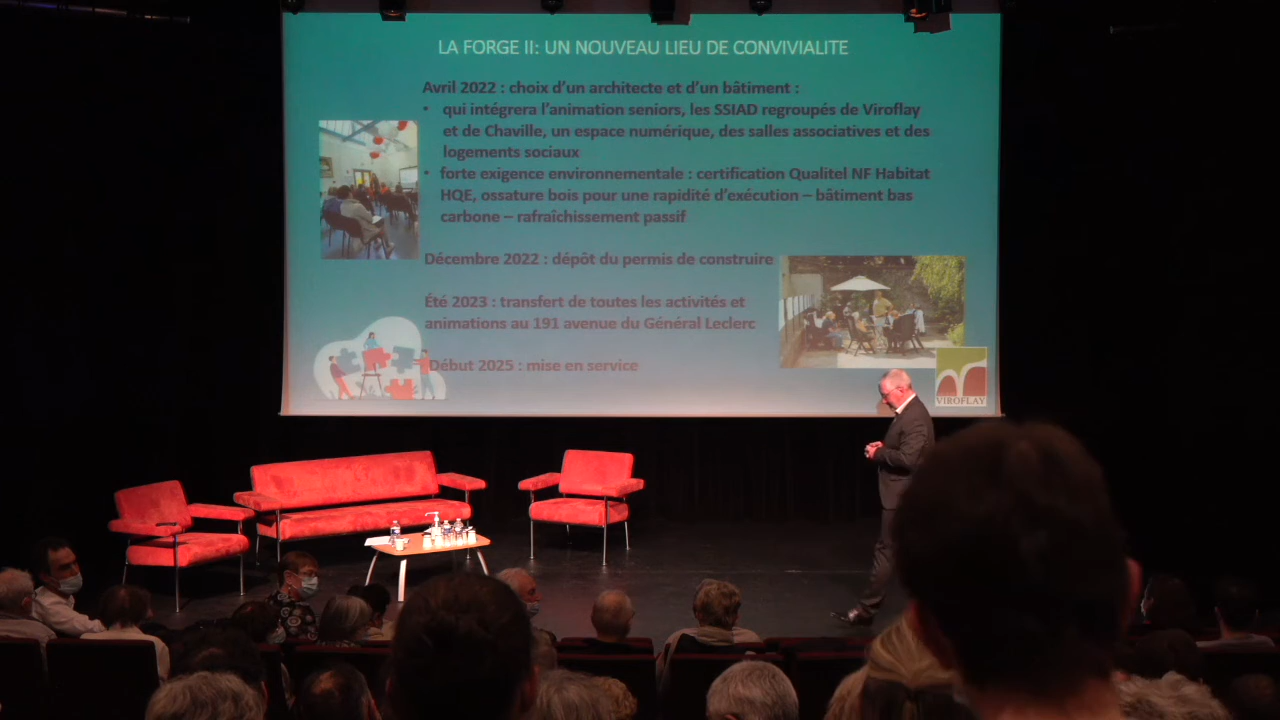 LA FORGE II: UN NOUVEAU LIEU DE CONVIVIALITE
Avril 2022 : choix d'un architecte et d'un bâtiment :
• qui intégrera l'animation seniors, les SSIAD regroupés de Viroflay
et de Chaville, un espace numérique, des salles associatives et des
logements sociaux
• forte exigence environnementale : certification Qualitel NF Habitat
HQE, ossature bois pour une rapidité d'exécution – bâtiment bas
carbone – rafraîchissement passif
Décembre 2022 : dépôt du permis de construire
Été 2023 : transfert de toutes les activités et
animations au 191 avenue du Général Leclerc
Début 2025 : mise en service
VIROFLAY